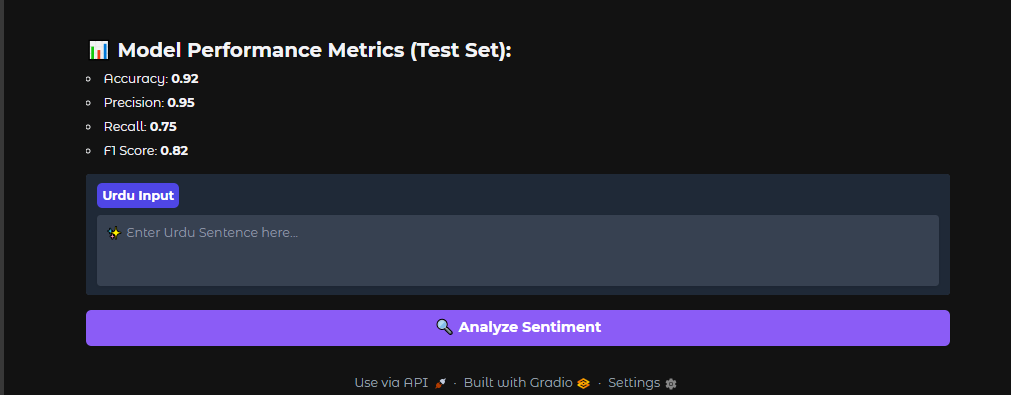 📊 Model Performance Metrics (Test Set):
Accuracy: 0.92
Precision: 0.95
Recall: 0.75
F1 Score: 0.82
Urdu Input
✨ Enter Urdu Sentence here...
🔍 Analyze Sentiment
Use via API 🚀 · Built with Gradio · Settings ⚙️